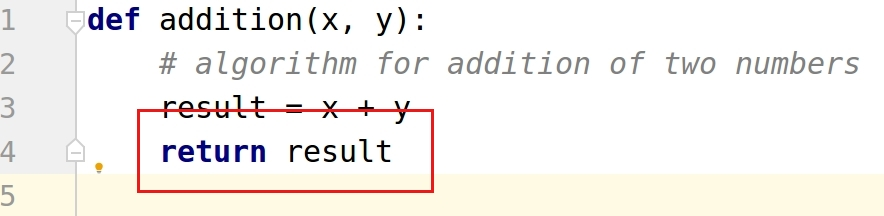 1 def addition(x, y):
2     # algorithm for addition of two numbers
3     result = x + y
4     return result
5